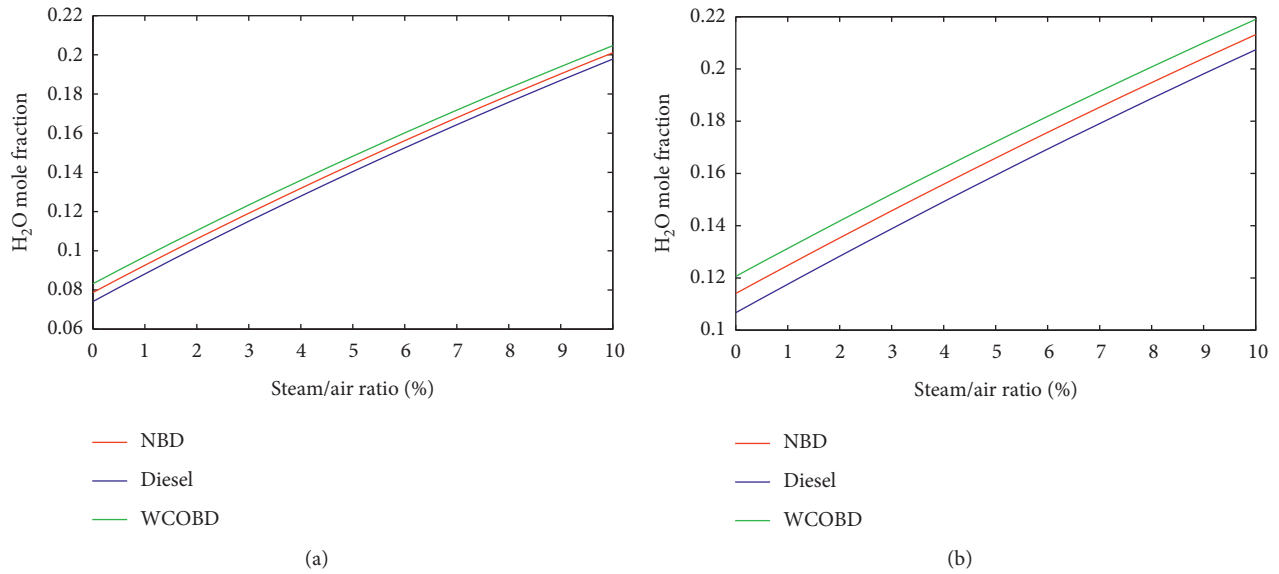 0.22
0.2
0.18
0.16
0.14
0.12
0.1
0.08
0.06
H₂O mole fraction
0 1 2 3 4 5 6 7 8 9 10
Steam/air ratio (%)
NBD
Diesel
WCOBD
(a)
0.22
0.2
0.18
0.16
0.14
0.12
0.1
H₂O mole fraction
0 1 2 3 4 5 6 7 8 9 10
Steam/air ratio (%)
NBD
Diesel
WCOBD
(b)